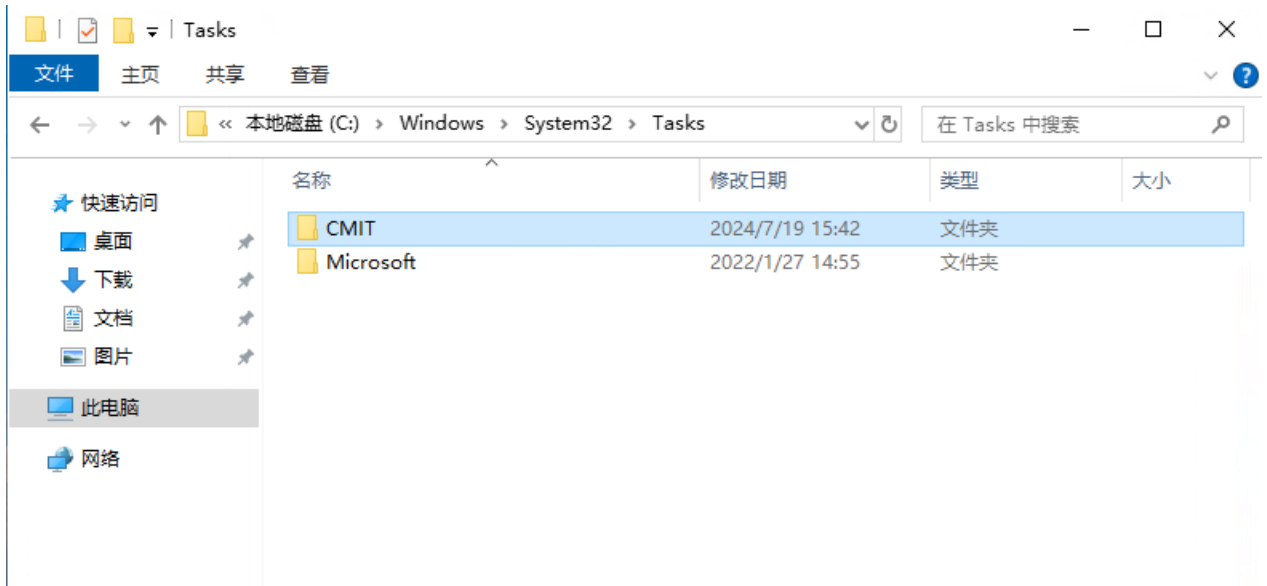 Tasks
文件 主页 共享 查看
« 本地磁盘 (C:) › Windows › System32 › Tasks 在 Tasks 中搜索
名称 修改日期 类型 大小
快速访问
桌面
下载
文档
图片
此电脑
网络
CMIT 2024/7/19 15:42 文件夹
Microsoft 2022/1/27 14:55 文件夹